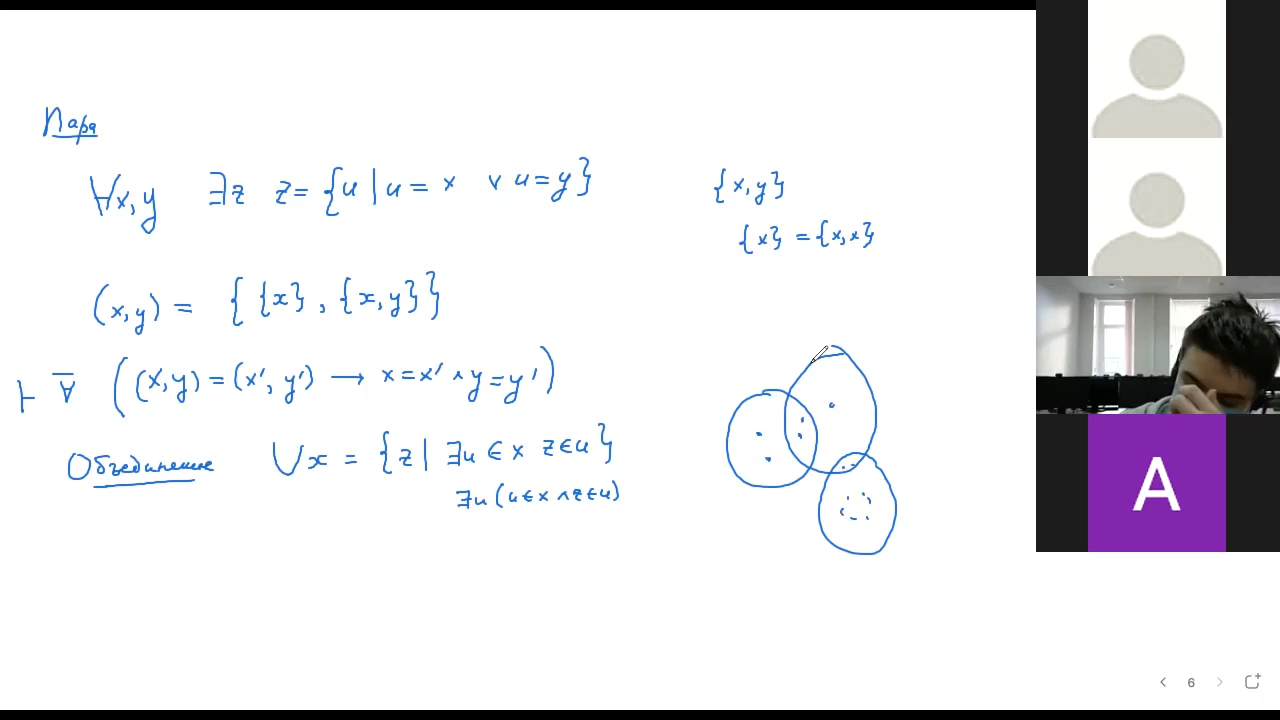 Пара
∀x,y ∃z z = {u | u = x ∨ u = y}
{x, y}
{x} = {x, x}
(x,y) = { {x} , {x, y} }
⊢ ∀̅ ((x,y) = (x', y') → x = x' ∧ y = y')
Объединение ∪x = {z | ∃u ∈ x z ∈ u}
∃u (u ∈ x ∧ z ∈ u)
A
6